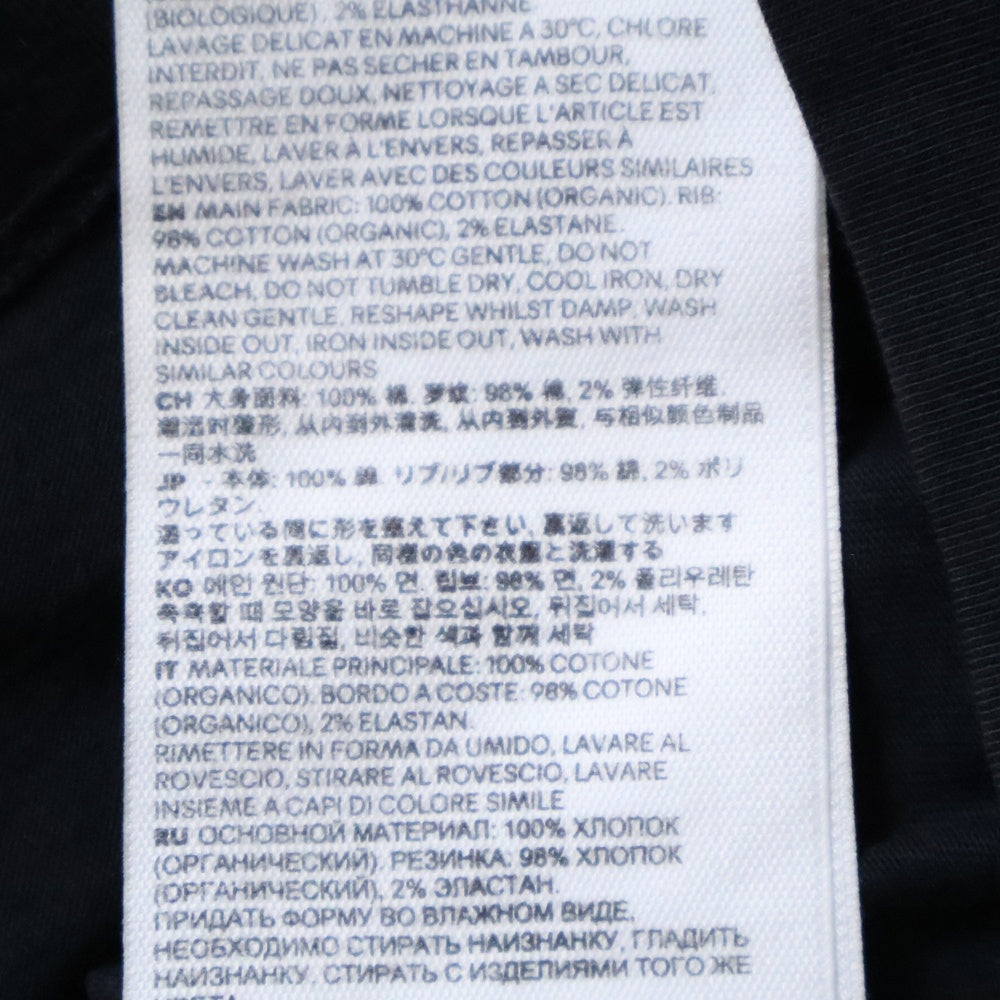 (BIOLOGIQUE), 2% ELASTHANNE
LAVAGE DELICAT EN MACHINE A 30°C, CHLORE
INTERDIT, NE PAS SECHER EN TAMBOUR,
REPASSAGE DOUX, NETTOYAGE A SEC DELICAT,
REMETTRE EN FORME LORSQUE L'ARTICLE EST
HUMIDE, LAVER A L'ENVERS, REPASSER A
L'ENVERS, LAVER AVEC DES COULEURS SIMILAIRES
EN MAIN FABRIC: 100% COTTON (ORGANIC). RIB:
98% COTTON (ORGANIC), 2% ELASTANE.
MACHINE WASH AT 30°C GENTLE, DO NOT
BLEACH, DO NOT TUMBLE DRY, COOL IRON, DRY
CLEAN GENTLE, RESHAPE WHILST DAMP, WASH
INSIDE OUT, IRON INSIDE OUT, WASH WITH
SIMILAR COLOURS
CH 大身面料: 100% 棉. 罗纹: 98% 棉, 2% 弹性纤维.
潮湿时整形, 从内到外清洗, 从内到外熨, 与相似颜色制品
一同水洗
JP - 本体: 100% 綿. リブ/リブ部分: 98% 綿, 2% ポリ
ウレタン.
湿っている間に形を整えて下さい, 裏返して洗います
アイロンを裏返し, 同様の色の衣服と洗濯する
KO 메인 원단: 100% 면. 립브: 98% 면, 2% 폴리우레탄
축축할 때 모양을 바로 잡으십시오, 뒤집어서 세탁,
뒤집어서 다림질, 비슷한 색과 함께 세탁
IT MATERIALE PRINCIPALE: 100% COTONE
(ORGANICO). BORDO A COSTE: 98% COTONE
(ORGANICO), 2% ELASTAN.
RIMETTERE IN FORMA DA UMIDO, LAVARE AL
ROVESCIO, STIRARE AL ROVESCIO, LAVARE
INSIEME A CAPI DI COLORE SIMILE
RU ОСНОВНОЙ МАТЕРИАЛ: 100% ХЛОПОК
(ОРГАНИЧЕСКИЙ). РЕЗИНКА: 98% ХЛОПОК
(ОРГАНИЧЕСКИЙ), 2% ЭЛАСТАН.
ПРИДАТЬ ФОРМУ ВО ВЛАЖНОМ ВИДЕ,
НЕОБХОДИМО СТИРАТЬ НАИЗНАНКУ, ГЛАДИТЬ
НАИЗНАНКУ, СТИРАТЬ С ИЗДЕЛИЯМИ ТОГО ЖЕ